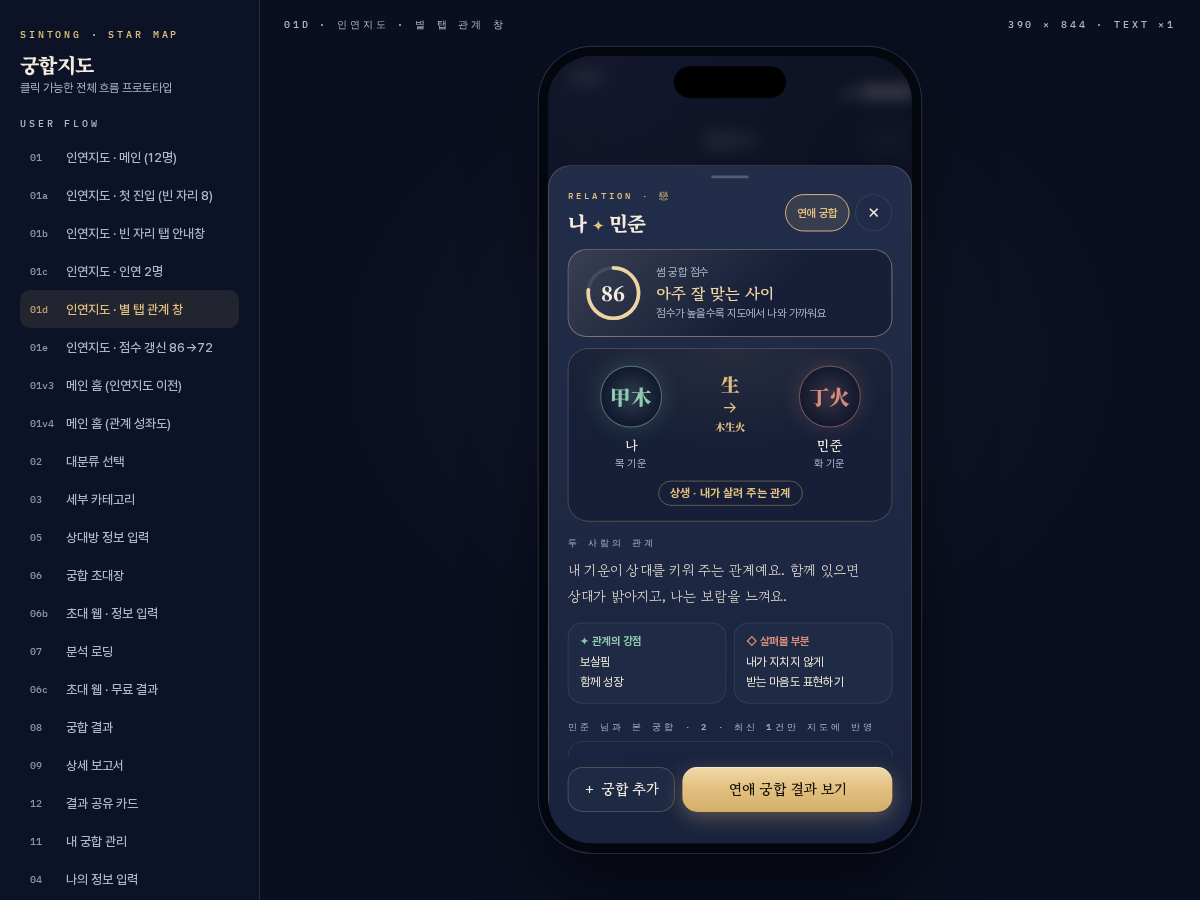 SINTONG · STAR MAP
궁합지도
클릭 가능한 전체 흐름 프로토타입
USER FLOW
01 인연지도 · 메인 (12명)
01a 인연지도 · 첫 진입 (빈 자리 8)
01b 인연지도 · 빈 자리 탭 안내창
01c 인연지도 · 인연 2명
01d 인연지도 · 별 탭 관계 창
01e 인연지도 · 점수 갱신 86→72
01v3 메인 홈 (인연지도 이전)
01v4 메인 홈 (관계 성좌도)
02 대분류 선택
03 세부 카테고리
05 상대방 정보 입력
06 궁합 초대장
06b 초대 웹 · 정보 입력
07 분석 로딩
06c 초대 웹 · 무료 결과
08 궁합 결과
09 상세 보고서
12 결과 공유 카드
11 내 궁합 관리
04 나의 정보 입력
01D · 인연지도 · 별 탭 관계 창
390 × 844 · TEXT ×1
RELATION · 戀
나 ✦ 민준
연애 궁합
✕
86
썸 궁합 점수
아주 잘 맞는 사이
점수가 높을수록 지도에서 나와 가까워요
甲木
나
목 기운
生
→
木生火
丁火
민준
화 기운
상생 · 내가 살려 주는 관계
두 사람의 관계
내 기운이 상대를 키워 주는 관계예요. 함께 있으면
상대가 밝아지고, 나는 보람을 느껴요.
✦ 관계의 강점
보살핌
함께 성장
◇ 살펴볼 부분
내가 지치지 않게
받는 마음도 표현하기
민준 님과 본 궁합 · 2 · 최신 1건만 지도에 반영
+ 궁합 추가
연애 궁합 결과 보기